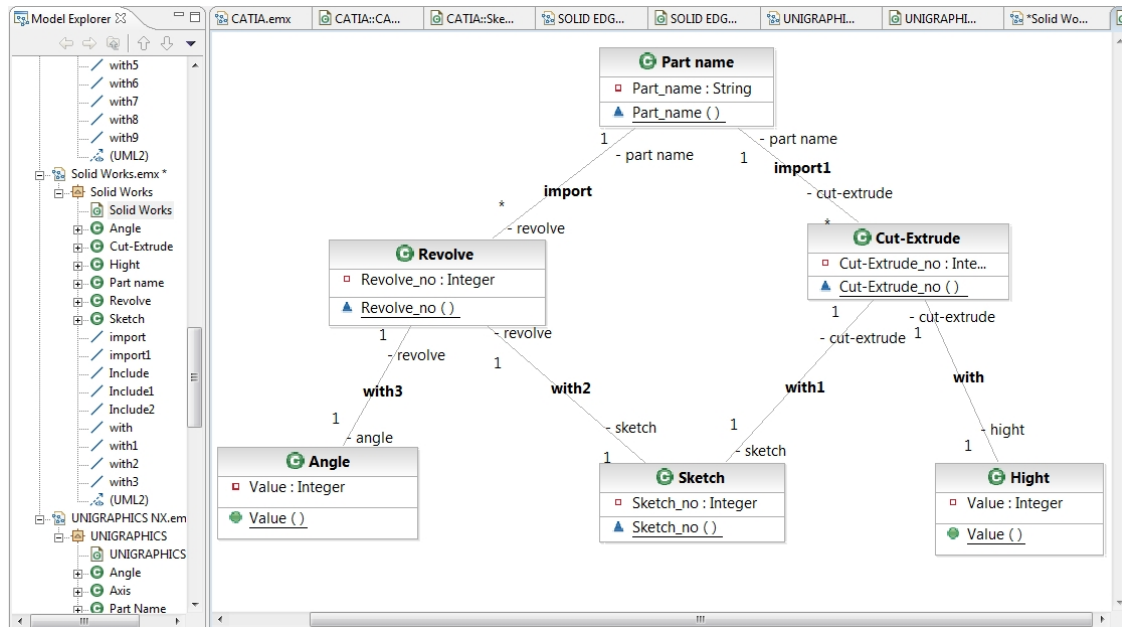 Model Explorer
CATIA.emx
CATIA::CA...
CATIA::Ske...
SOLID EDG...
SOLID EDG...
UNIGRAPHI...
UNIGRAPHI...
*Solid Wo...
with5
with6
with7
with8
with9
(UML2)
Solid Works.emx *
Solid Works
Solid Works
Angle
Cut-Extrude
Hight
Part name
Revolve
Sketch
import
import1
Include
Include1
Include2
with
with1
with2
with3
(UML2)
UNIGRAPHICS NX.em
UNIGRAPHICS
UNIGRAPHICS
Angle
Axis
Part Name
Part name
Part_name : String
Part_name ( )
1
- part name
1
- part name
import
import1
*
- revolve
- cut-extrude
*
Revolve
Revolve_no : Integer
Revolve_no ( )
Cut-Extrude
Cut-Extrude_no : Inte...
Cut-Extrude_no ( )
1
- revolve
- revolve
1
1
- cut-extrude
- cut-extrude
1
with3
with2
with1
with
1
- angle
- sketch
1
1
- sketch
- hight
1
Angle
Value : Integer
Value ( )
Sketch
Sketch_no : Integer
Sketch_no ( )
Hight
Value : Integer
Value ( )